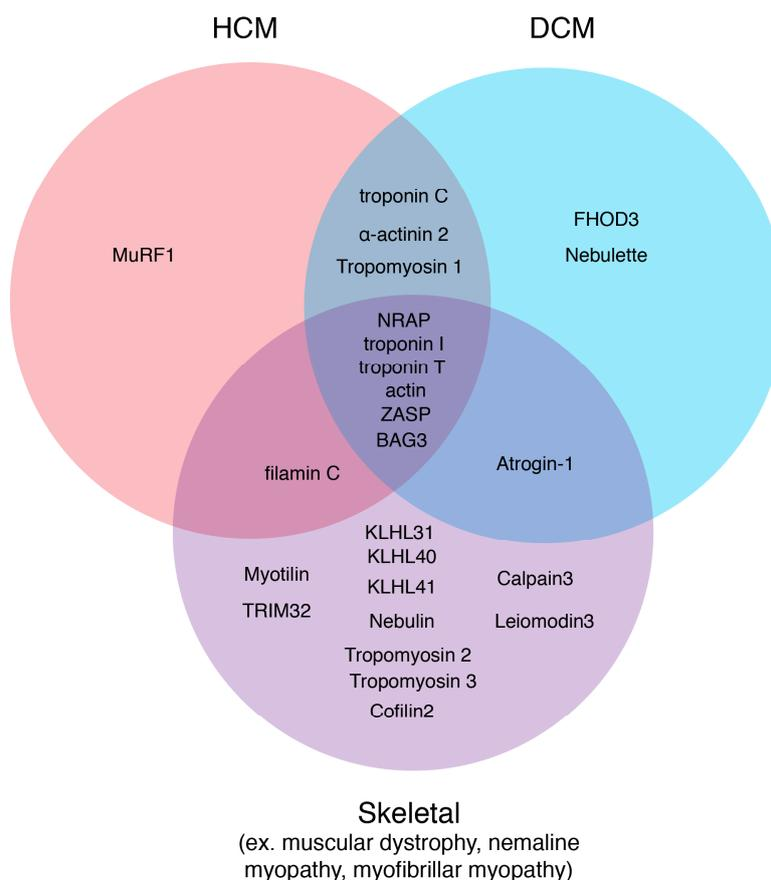 HCM
DCM
troponin C
α-actinin 2
Tropomyosin 1
FHOD3
Nebulette
MuRF1
NRAP
troponin I
troponin T
actin
ZASP
BAG3
filamin C
Atrogin-1
KLHL31
KLHL40
KLHL41
Nebulin
Tropomyosin 2
Tropomyosin 3
Cofilin2
Myotilin
TRIM32
Calpain3
Leiomodin3
Skeletal
(ex. muscular dystrophy, nemaline
myopathy, myofibrillar myopathy)